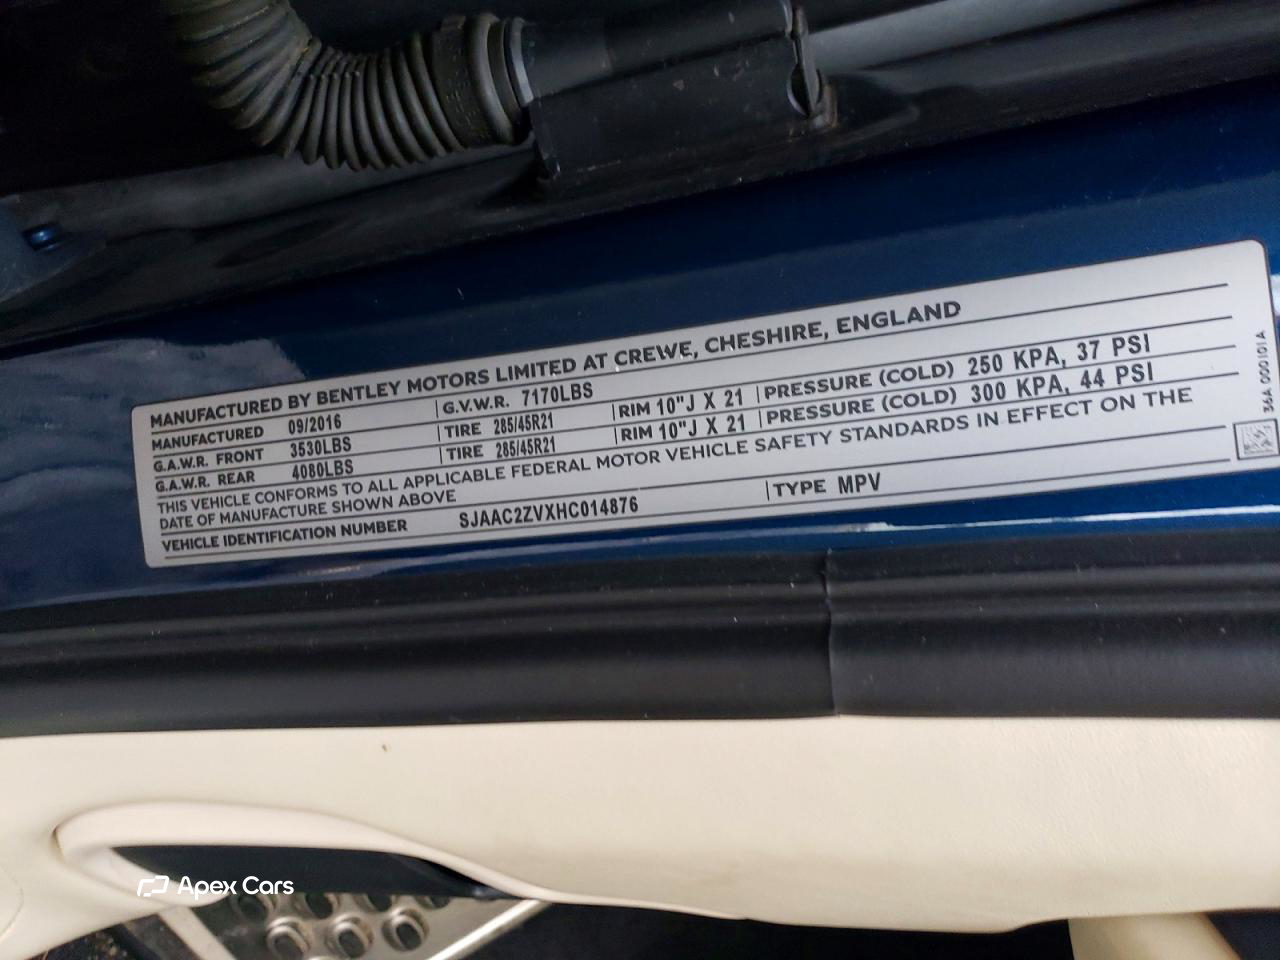 MANUFACTURED BY BENTLEY MOTORS LIMITED AT CREWE, CHESHIRE, ENGLAND
MANUFACTURED 09/2016 G.V.W.R. 7170LBS
G.A.W.R. FRONT 3530LBS TIRE 285/45R21 RIM 10"J X 21 PRESSURE (COLD) 250 KPA, 37 PSI
G.A.W.R. REAR 4080LBS TIRE 285/45R21 RIM 10"J X 21 PRESSURE (COLD) 300 KPA, 44 PSI
THIS VEHICLE CONFORMS TO ALL APPLICABLE FEDERAL MOTOR VEHICLE SAFETY STANDARDS IN EFFECT ON THE
DATE OF MANUFACTURE SHOWN ABOVE
VEHICLE IDENTIFICATION NUMBER SJAAC2ZVXHC014876 TYPE MPV
36A 000101A
Apex Cars